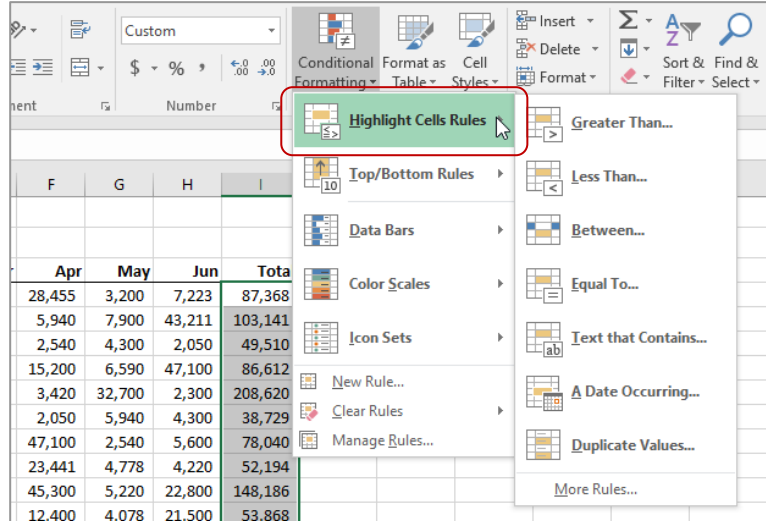 Custom
$ % ,
Conditional Formatting
Format as Table
Cell Styles
Insert
Delete
Format
Sort & Filter
Find & Select
Number
Highlight Cells Rules
Top/Bottom Rules
Data Bars
Color Scales
Icon Sets
New Rule...
Clear Rules
Manage Rules...
Greater Than...
Less Than...
Between...
Equal To...
Text that Contains...
A Date Occurring...
Duplicate Values...
More Rules...
F G H I
Apr May Jun Tota
28,455 3,200 7,223 87,368
5,940 7,900 43,211 103,141
2,540 4,300 2,050 49,510
15,200 6,590 47,100 86,612
3,420 32,700 2,300 208,620
2,050 5,940 4,300 38,729
47,100 2,540 5,600 78,040
23,441 4,778 4,220 52,194
45,300 5,220 22,800 148,186
12,400 4,078 21,500 53,868